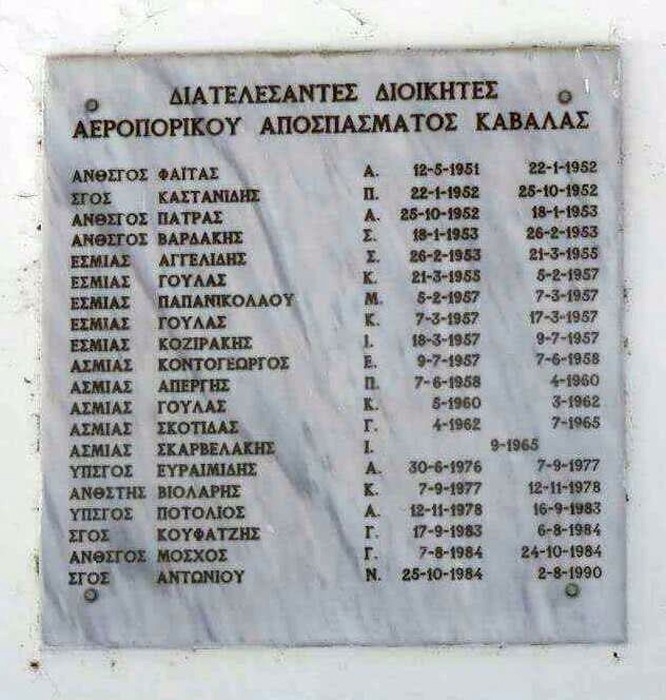 ΔΙΑΤΕΛΕΣΑΝΤΕΣ ΔΙΟΙΚΗΤΕΣ
ΑΕΡΟΠΟΡΙΚΟΥ ΑΠΟΣΠΑΣΜΑΤΟΣ ΚΑΒΑΛΑΣ
ΑΝΘΣΓΟΣ ΦΑΪΤΑΣ Α. 12-5-1951 22-1-1952
ΣΓΟΣ ΚΑΣΤΑΝΙΔΗΣ Π. 22-1-1952 25-10-1952
ΑΝΘΣΓΟΣ ΠΑΤΡΑΣ Α. 25-10-1952 18-1-1953
ΑΝΘΣΓΟΣ ΒΑΡΔΑΚΗΣ Σ. 18-1-1953 26-2-1953
ΕΣΜΙΑΣ ΑΓΓΕΛΙΔΗΣ Σ. 26-2-1953 21-3-1955
ΕΣΜΙΑΣ ΓΟΥΛΑΣ Κ. 21-3-1955 5-2-1957
ΕΣΜΙΑΣ ΠΑΠΑΝΙΚΟΛΑΟΥ Μ. 5-2-1957 7-3-1957
ΕΣΜΙΑΣ ΓΟΥΛΑΣ Κ. 7-3-1957 17-3-1957
ΕΣΜΙΑΣ ΚΟΖΙΡΑΚΗΣ Ι. 18-3-1957 9-7-1957
ΑΣΜΙΑΣ ΚΟΝΤΟΓΕΩΡΓΟΣ Ε. 9-7-1957 7-6-1958
ΑΣΜΙΑΣ ΑΠΕΡΓΗΣ Π. 7-6-1958 4-1960
ΑΣΜΙΑΣ ΓΟΥΛΑΣ Κ. 5-1960 3-1962
ΑΣΜΙΑΣ ΣΚΟΤΙΔΑΣ Γ. 4-1962 7-1965
ΑΣΜΙΑΣ ΣΚΑΡΒΕΛΑΚΗΣ Ι. 9-1965
ΥΠΣΓΟΣ ΕΥΡΑΙΜΙΔΗΣ Α. 30-6-1976 7-9-1977
ΑΝΘΣΤΗΣ ΒΙΟΛΑΡΗΣ Κ. 7-9-1977 12-11-1978
ΥΠΣΓΟΣ ΠΟΤΟΛΙΟΣ Α. 12-11-1978 16-9-1983
ΣΓΟΣ ΚΟΥΦΑΤΖΗΣ Γ. 17-9-1983 6-8-1984
ΑΝΘΣΓΟΣ ΜΟΣΧΟΣ Γ. 7-8-1984 24-10-1984
ΣΓΟΣ ΑΝΤΩΝΙΟΥ Ν. 25-10-1984 2-8-1990